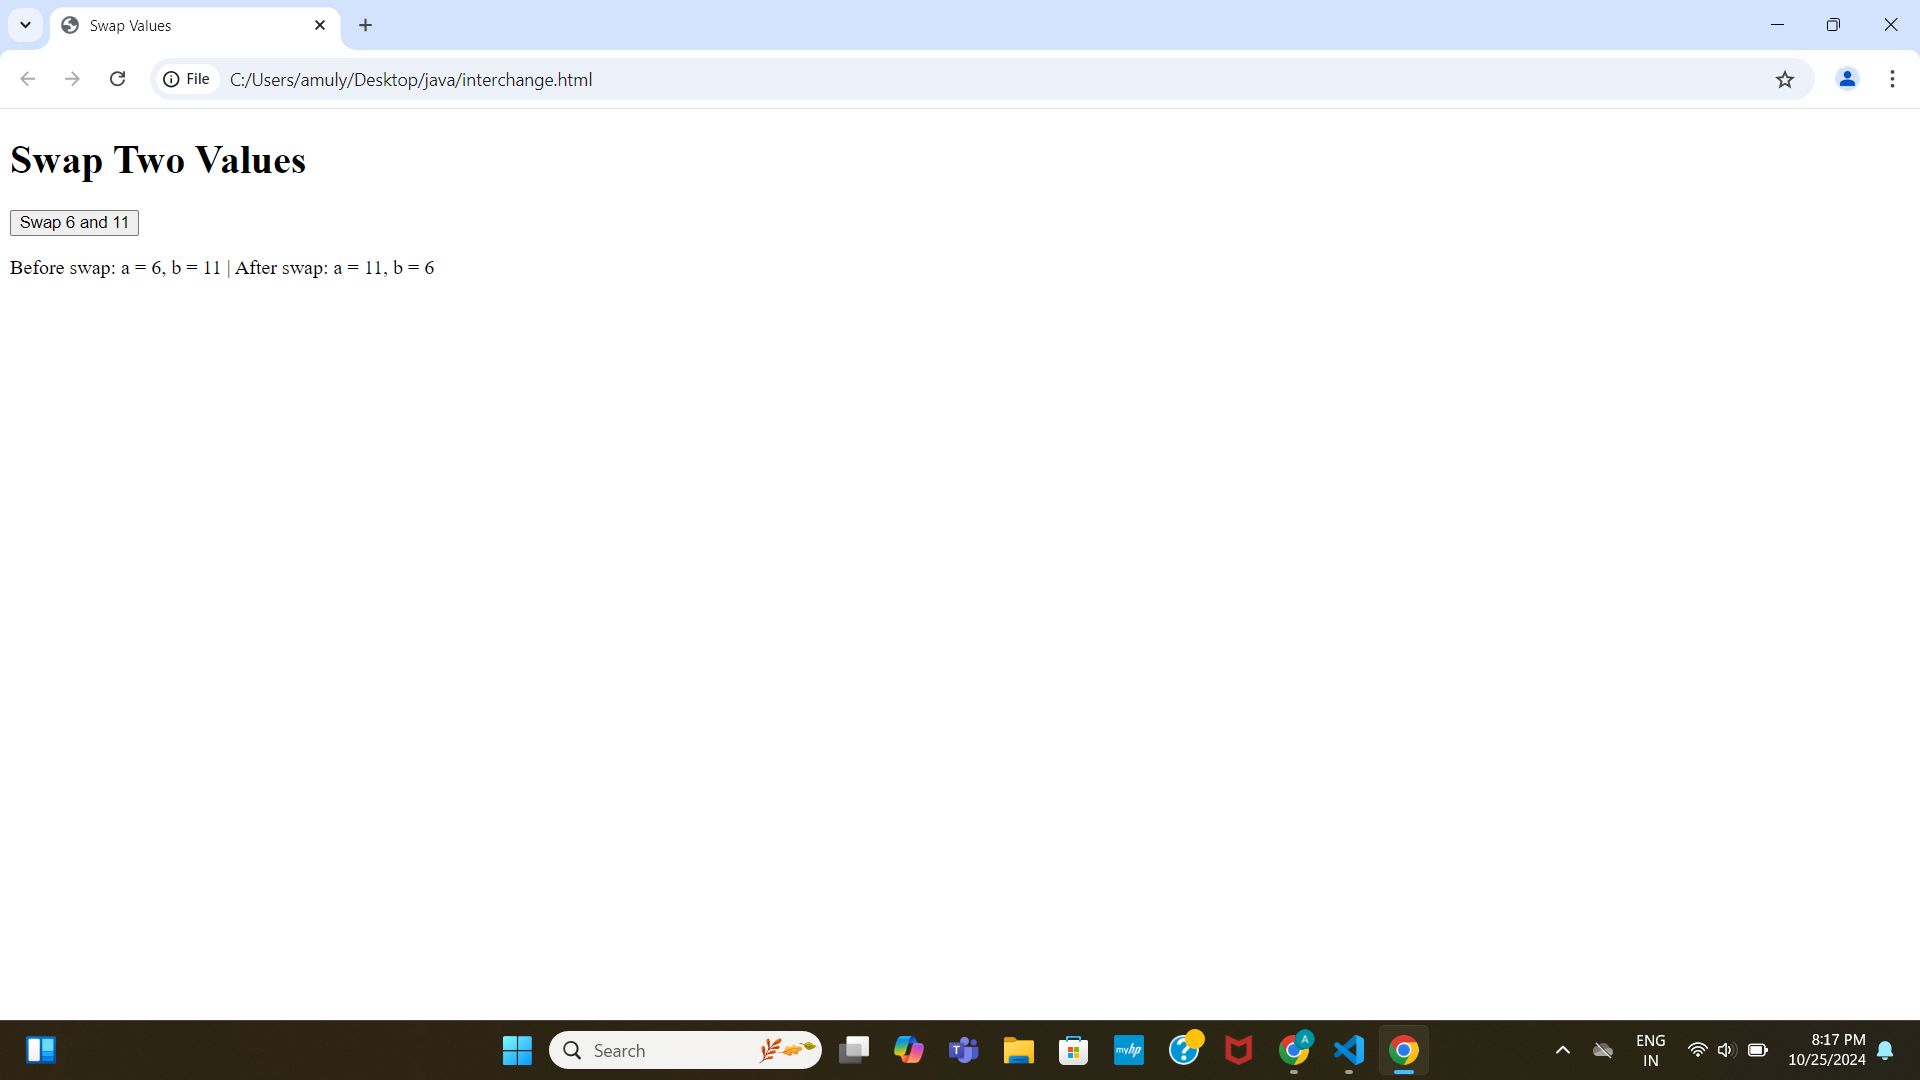 Swap Values
File
C:/Users/amuly/Desktop/java/interchange.html
Swap Two Values
Swap 6 and 11
Before swap: a = 6, b = 11 | After swap: a = 11, b = 6
Search
T
myhp
?
A
ENG
IN
8:17 PM
10/25/2024